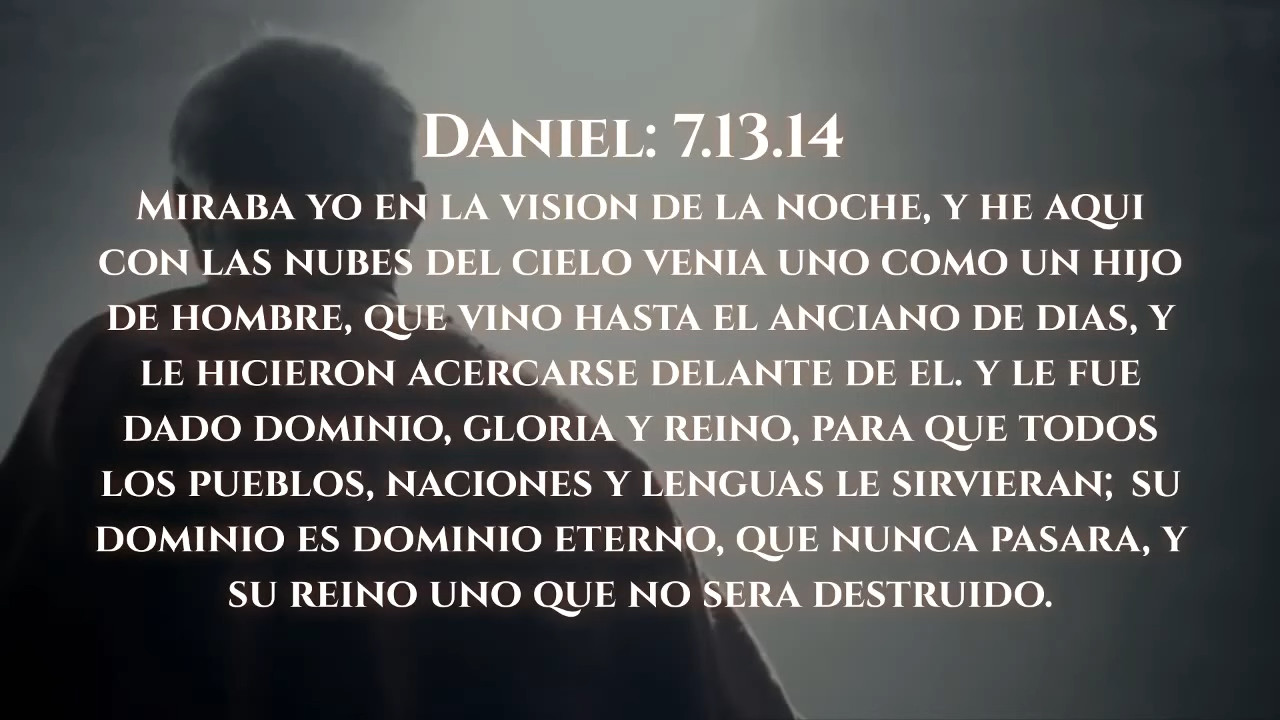 Daniel: 7.13.14
Miraba yo en la vision de la noche, y he aqui
con las nubes del cielo venia uno como un hijo
de hombre, que vino hasta el anciano de dias, y
le hicieron acercarse delante de el. y le fue
dado dominio, gloria y reino, para que todos
los pueblos, naciones y lenguas le sirvieran; su
dominio es dominio eterno, que nunca pasara, y
su reino uno que no sera destruido.